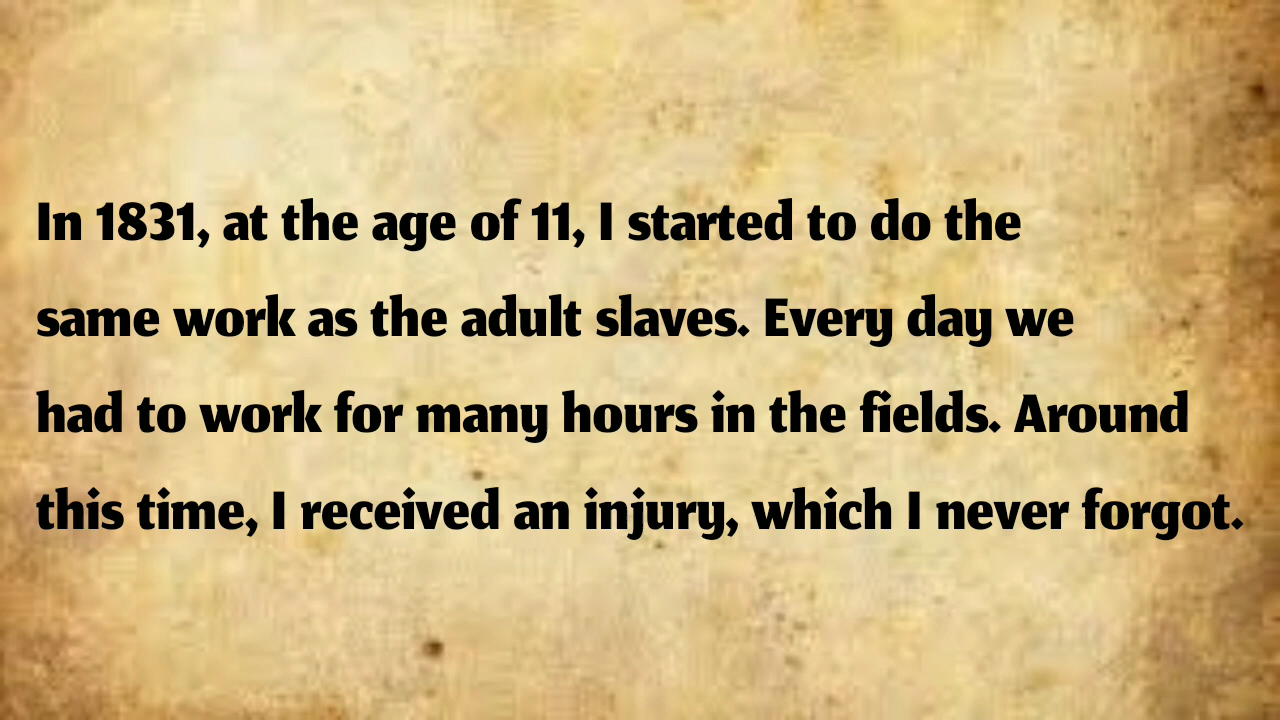 In 1831, at the age of 11, I started to do the
same work as the adult slaves. Every day we
had to work for many hours in the fields. Around
this time, I received an injury, which I never forgot.